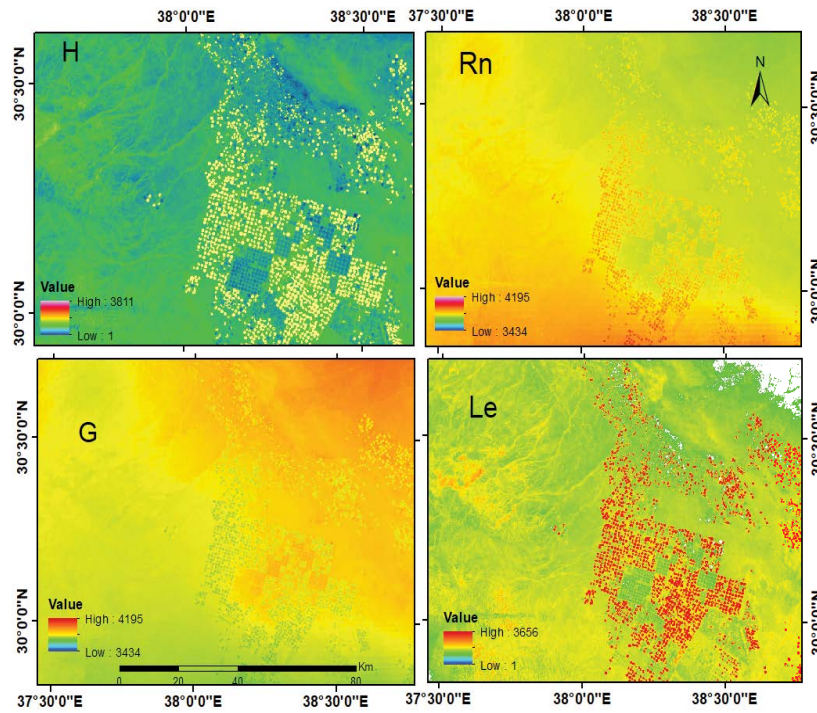 38°0'0"E 38°30'0"E 37°30'0"E 38°0'0"E 38°30'0"E
H
Rn
N
30°30'0"N
30°30'0"N
Value
High : 3811
Low : 1
Value
High : 4195
Low : 3434
30°0'0"N
30°0'0"N
G
Le
30°30'0"N
30°30'0"N
Value
High : 4195
Low : 3434
Value
High : 3656
Low : 1
30°0'0"N
30°0'0"N
Km
0 20 40 80
37°30'0"E 38°0'0"E 38°30'0"E 38°0'0"E 38°30'0"E